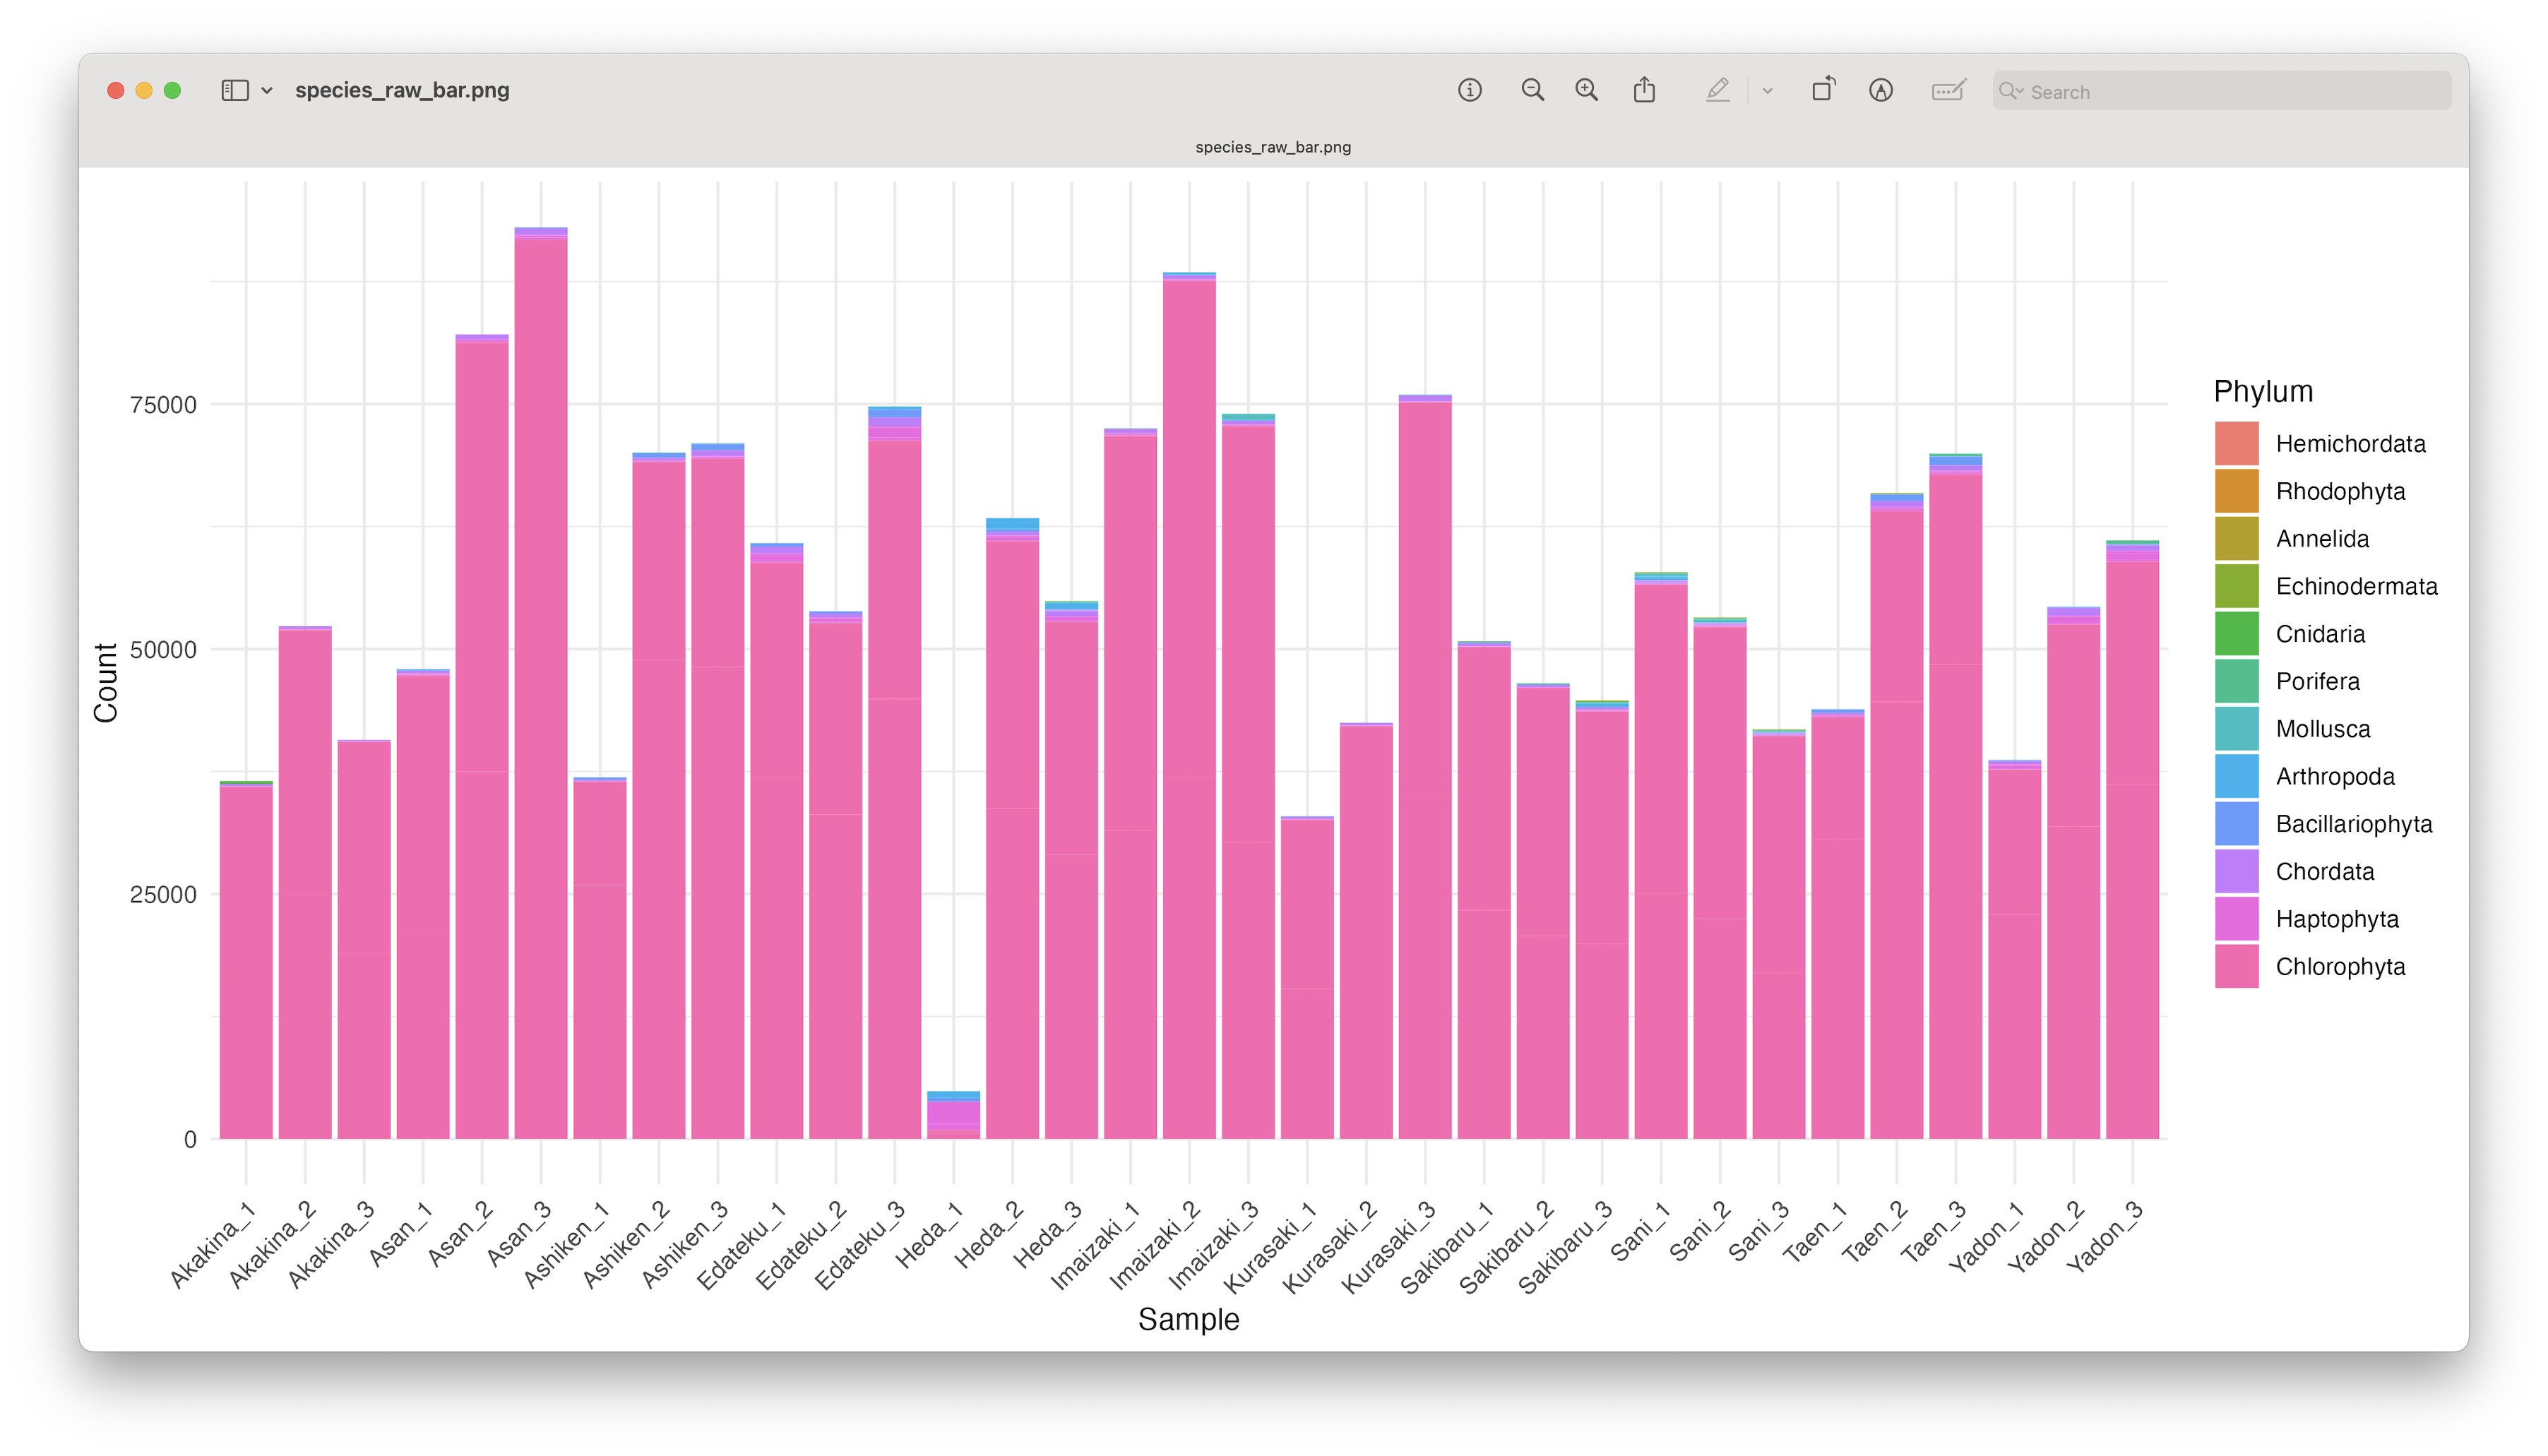 species_raw_bar.png
Search
species_raw_bar.png
Count
75000
50000
25000
0
Akakina_1
Akakina_2
Akakina_3
Asan_1
Asan_2
Asan_3
Ashiken_1
Ashiken_2
Ashiken_3
Edateku_1
Edateku_2
Edateku_3
Heda_1
Heda_2
Heda_3
Imaizaki_1
Imaizaki_2
Imaizaki_3
Kurasaki_1
Kurasaki_2
Kurasaki_3
Sakibaru_1
Sakibaru_2
Sakibaru_3
Sani_1
Sani_2
Sani_3
Taen_1
Taen_2
Taen_3
Yadon_1
Yadon_2
Yadon_3
Sample
Phylum
Hemichordata
Rhodophyta
Annelida
Echinodermata
Cnidaria
Porifera
Mollusca
Arthropoda
Bacillariophyta
Chordata
Haptophyta
Chlorophyta